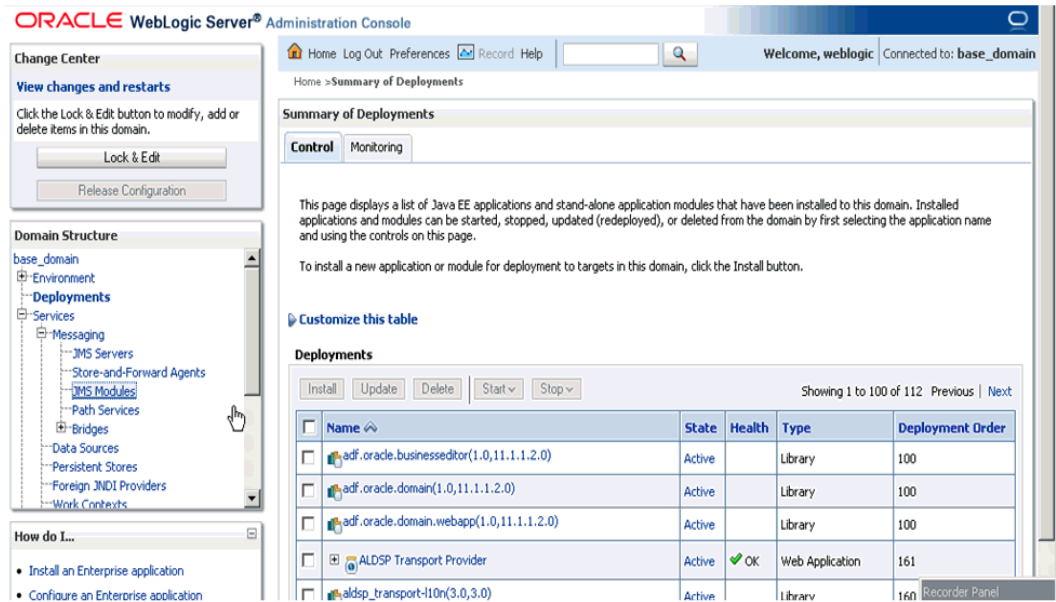 ORACLE WebLogic Server® Administration Console
Change Center
View changes and restarts
Click the Lock & Edit button to modify, add or
delete items in this domain.
Lock & Edit
Release Configuration
Domain Structure
base_domain
Environment
Deployments
Services
Messaging
JMS Servers
Store-and-Forward Agents
JMS Modules
Path Services
Bridges
Data Sources
Persistent Stores
Foreign JNDI Providers
Work Contexts
How do I...
Install an Enterprise application
Configure an Enterprise application
Home Log Out Preferences Record Help
Welcome, weblogic Connected to: base_domain
Home >Summary of Deployments
Summary of Deployments
Control Monitoring
This page displays a list of Java EE applications and stand-alone application modules that have been installed to this domain. Installed
applications and modules can be started, stopped, updated (redeployed), or deleted from the domain by first selecting the application name
and using the controls on this page.
To install a new application or module for deployment to targets in this domain, click the Install button.
Customize this table
Deployments
Install Update Delete Start Stop Showing 1 to 100 of 112 Previous | Next
Name State Health Type Deployment Order
adf.oracle.businesseditor(1.0,11.1.1.2.0) Active Library 100
adf.oracle.domain(1.0,11.1.1.2.0) Active Library 100
adf.oracle.domain.webapp(1.0,11.1.1.2.0) Active Library 100
ALDSP Transport Provider Active OK Web Application 161
aldsp_transport-l10n(3.0,3.0) Active Library 160
Recorder Panel